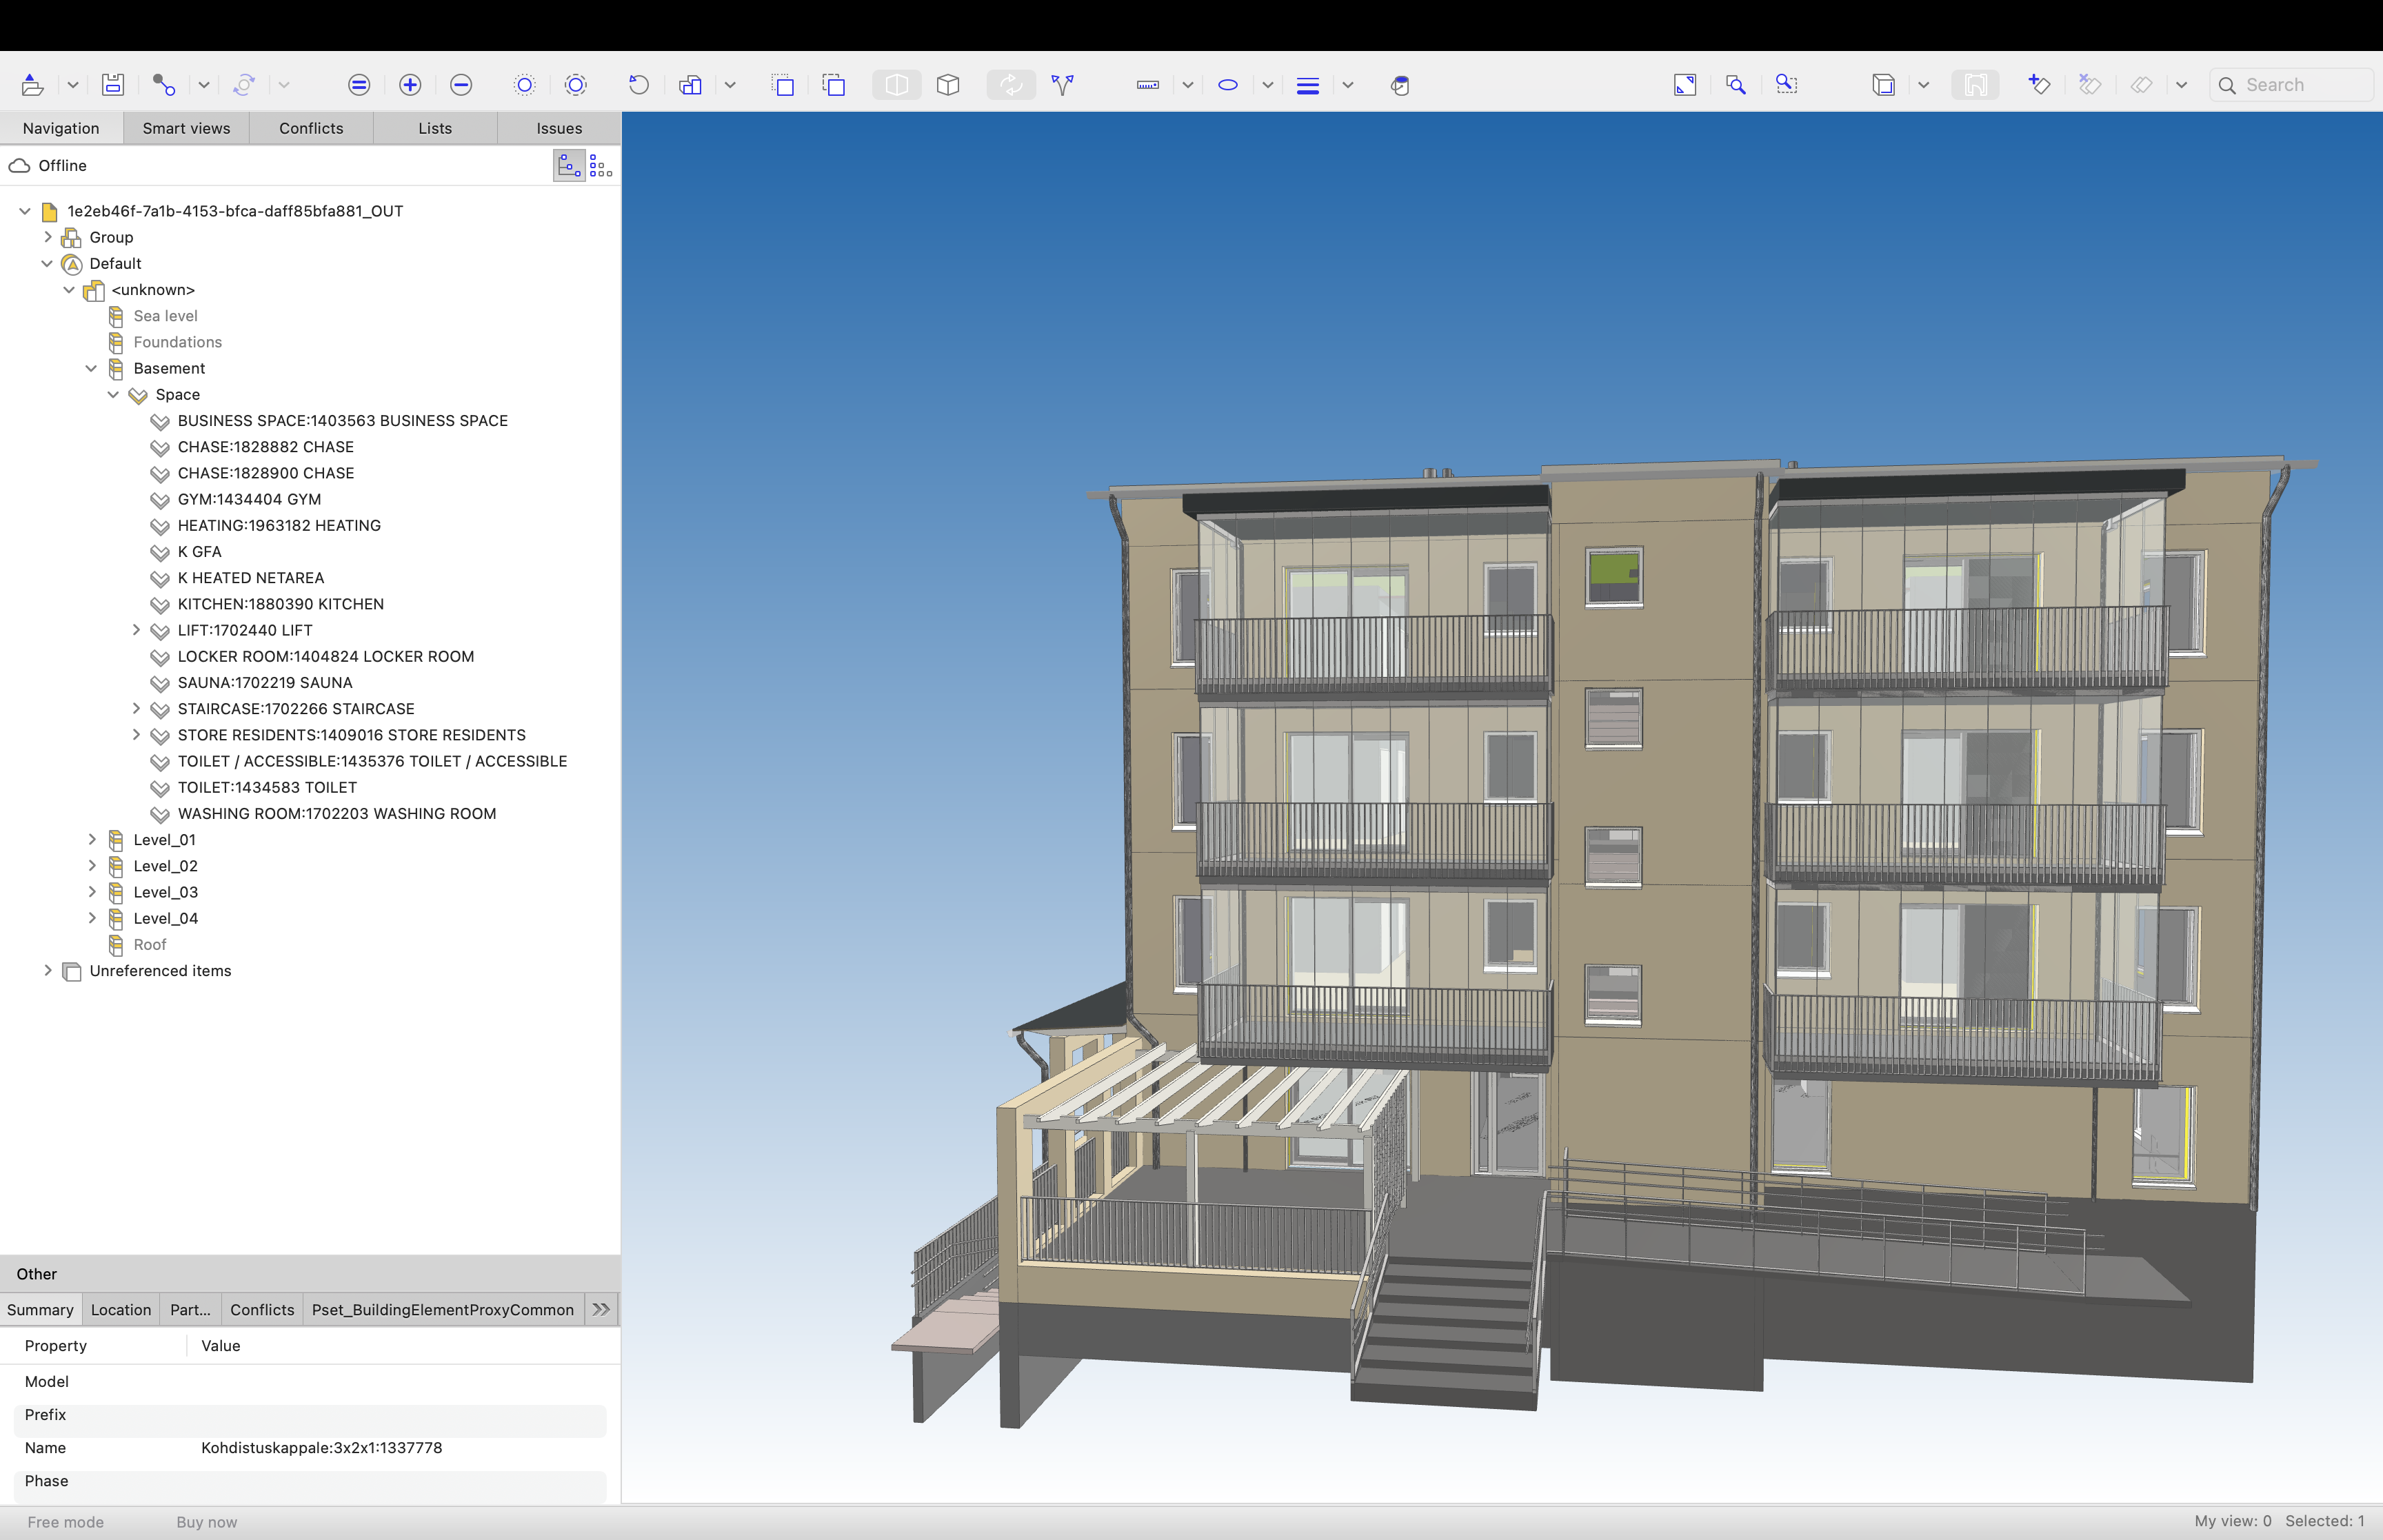 Search
Navigation
Smart views
Conflicts
Lists
Issues
Offline
1e2eb46f-7a1b-4153-bfca-daff85bfa881_OUT
Group
Default
<unknown>
Sea level
Foundations
Basement
Space
BUSINESS SPACE:1403563 BUSINESS SPACE
CHASE:1828882 CHASE
CHASE:1828900 CHASE
GYM:1434404 GYM
HEATING:1963182 HEATING
K GFA
K HEATED NETAREA
KITCHEN:1880390 KITCHEN
LIFT:1702440 LIFT
LOCKER ROOM:1404824 LOCKER ROOM
SAUNA:1702219 SAUNA
STAIRCASE:1702266 STAIRCASE
STORE RESIDENTS:1409016 STORE RESIDENTS
TOILET / ACCESSIBLE:1435376 TOILET / ACCESSIBLE
TOILET:1434583 TOILET
WASHING ROOM:1702203 WASHING ROOM
Level_01
Level_02
Level_03
Level_04
Roof
Unreferenced items
Other
Summary
Location
Part...
Conflicts
Pset_BuildingElementProxyCommon
Property Value
Model
Prefix
Name Kohdistuskappale:3x2x1:1337778
Phase
Free mode Buy now
My view: 0 Selected: 1